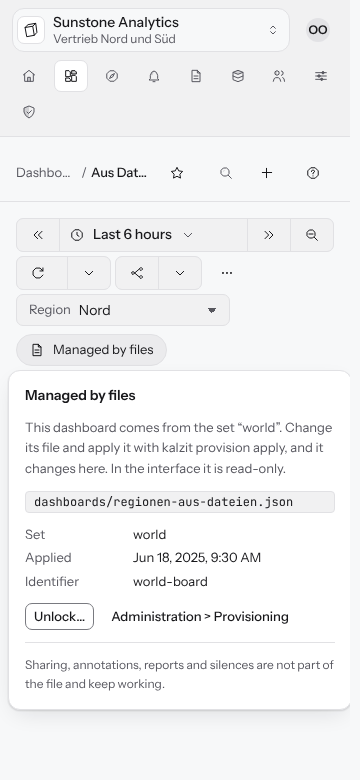 Sunstone Analytics
Vertrieb Nord und Süd
OO
Dashbo... / Aus Dat...
Last 6 hours
Region Nord
Managed by files
Managed by files
This dashboard comes from the set “world”. Change
its file and apply it with kalzit provision apply, and it
changes here. In the interface it is read-only.
dashboards/regionen-aus-dateien.json
Set world
Applied Jun 18, 2025, 9:30 AM
Identifier world-board
Unlock... Administration > Provisioning
Sharing, annotations, reports and silences are not part of
the file and keep working.